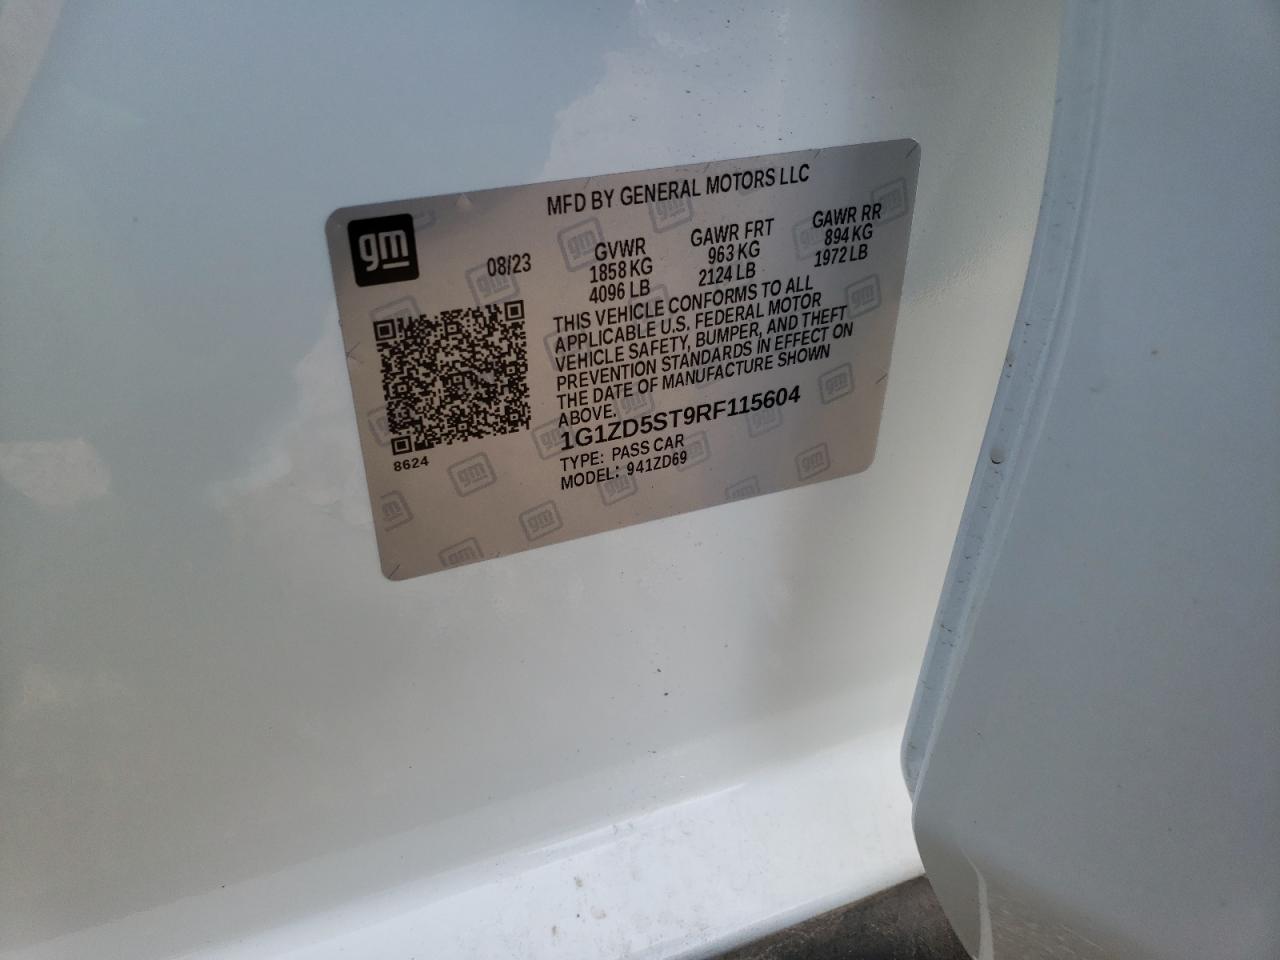 MFD BY GENERAL MOTORS LLC
gm
08/23
GVWR
1858 KG
4096 LB
GAWR FRT
963 KG
2124 LB
GAWR RR
894 KG
1972 LB
THIS VEHICLE CONFORMS TO ALL
APPLICABLE U.S. FEDERAL MOTOR
VEHICLE SAFETY, BUMPER, AND THEFT
PREVENTION STANDARDS IN EFFECT ON
THE DATE OF MANUFACTURE SHOWN
ABOVE.
1G1ZD5ST9RF115604
TYPE: PASS CAR
MODEL: 941ZD69
8624